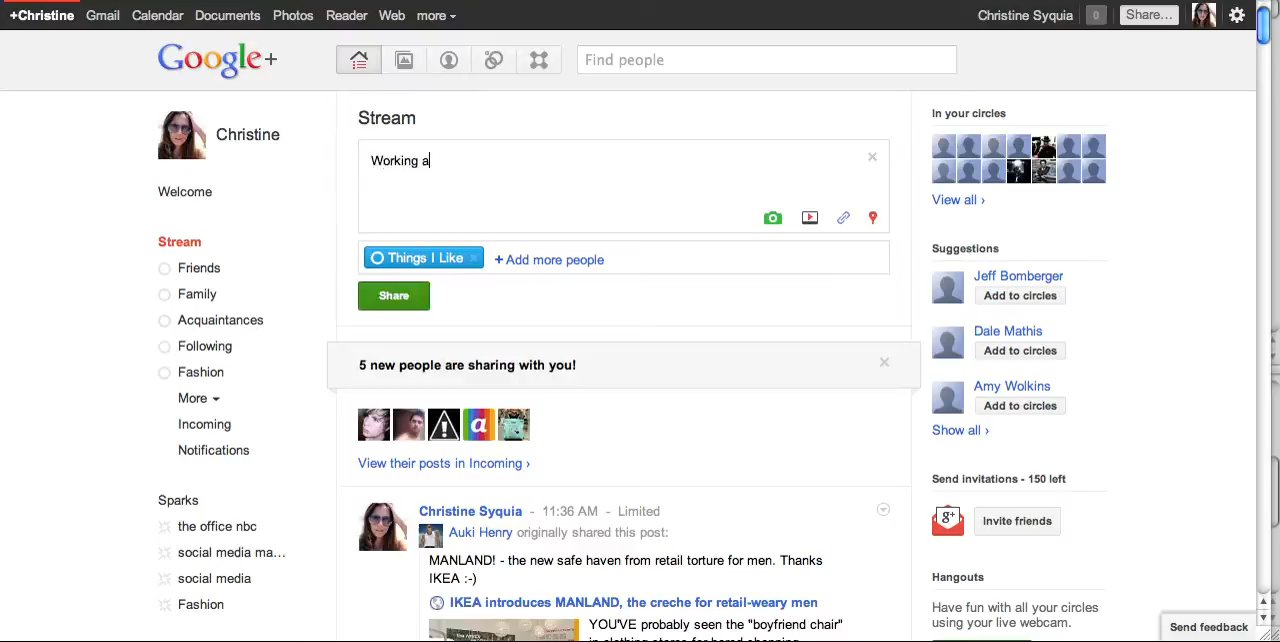 +Christine Gmail Calendar Documents Photos Reader Web more
Christine Syquia 0 Share...
Google+
Find people
Christine
Welcome
Stream
Friends
Family
Acquaintances
Following
Fashion
More
Incoming
Notifications
Sparks
the office nbc
social media ma...
social media
Fashion
Stream
Working a
Things I Like × + Add more people
Share
5 new people are sharing with you!
View their posts in Incoming ›
Christine Syquia - 11:36 AM - Limited
Auki Henry originally shared this post:
MANLAND! - the new safe haven from retail torture for men. Thanks
IKEA :-)
IKEA introduces MANLAND, the creche for retail-weary men
YOU'VE probably seen the "boyfriend chair"
In your circles
View all ›
Suggestions
Jeff Bomberger
Add to circles
Dale Mathis
Add to circles
Amy Wolkins
Add to circles
Show all ›
Send invitations - 150 left
g+
Invite friends
Hangouts
Have fun with all your circles
using your live webcam.
Send feedback